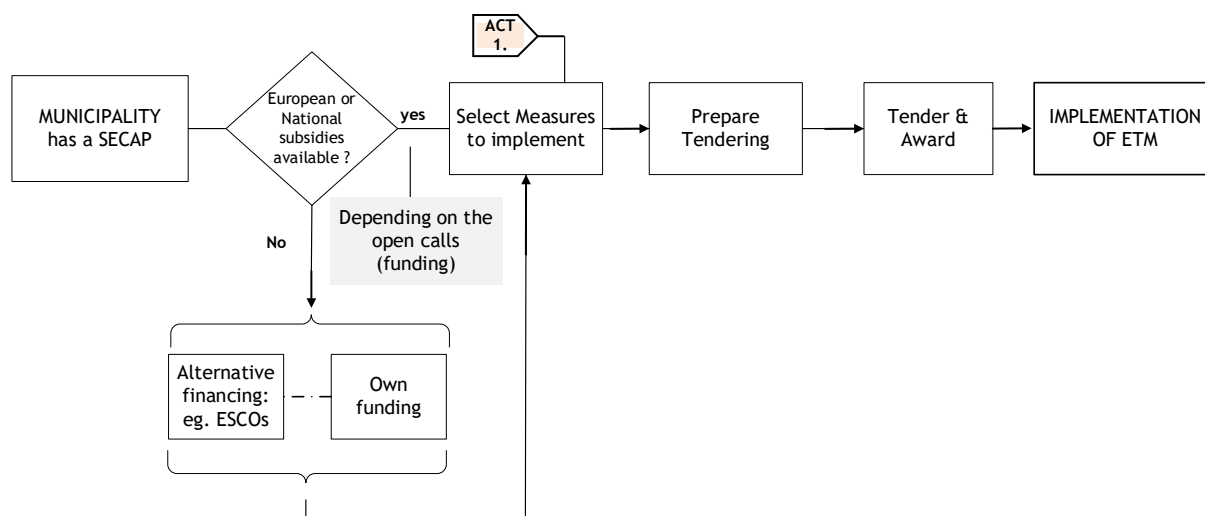 ACT
1.
MUNICIPALITY
has a SECAP
European or
National
subsidies
available ?
yes
Select Measures
to implement
Prepare
Tendering
Tender &
Award
IMPLEMENTATION
OF ETM
No
Depending on the
open calls
(funding)
Alternative
financing:
eg. ESCOs
Own
funding